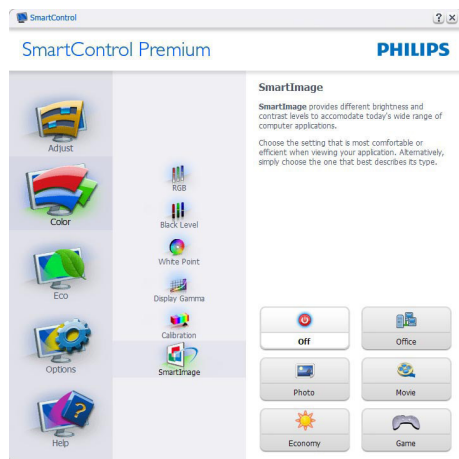 SmartControl
SmartControl Premium
PHILIPS
Adjust
Color
Eco
Options
Help
RGB
Black Level
White Point
Display Gamma
Calibration
SmartImage
SmartImage
SmartImage provides different brightness and
contrast levels to accomodate today's wide range of
computer applications.
Choose the setting that is most comfortable or
efficient when viewing your application. Alternatively,
simply choose the one that best describes its type.
Off
Office
Photo
Movie
Economy
Game